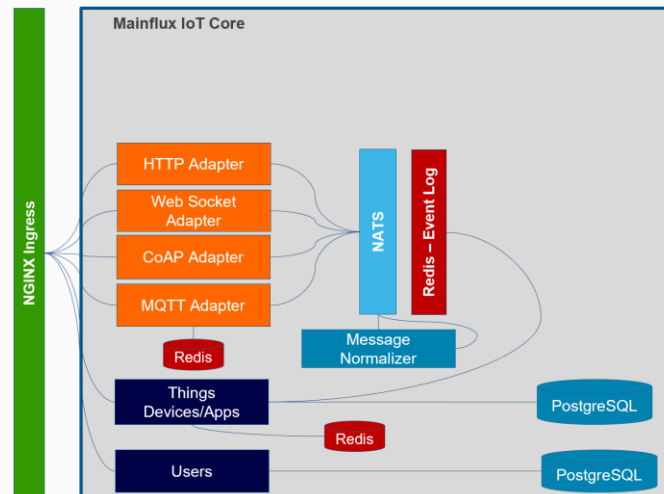 Mainflux IoT Core
NGINX Ingress
HTTP Adapter
Web Socket
Adapter
CoAP Adapter
MQTT Adapter
Redis
NATS
Redis – Event Log
Message
Normalizer
Things
Devices/Apps
PostgreSQL
Redis
Users
PostgreSQL